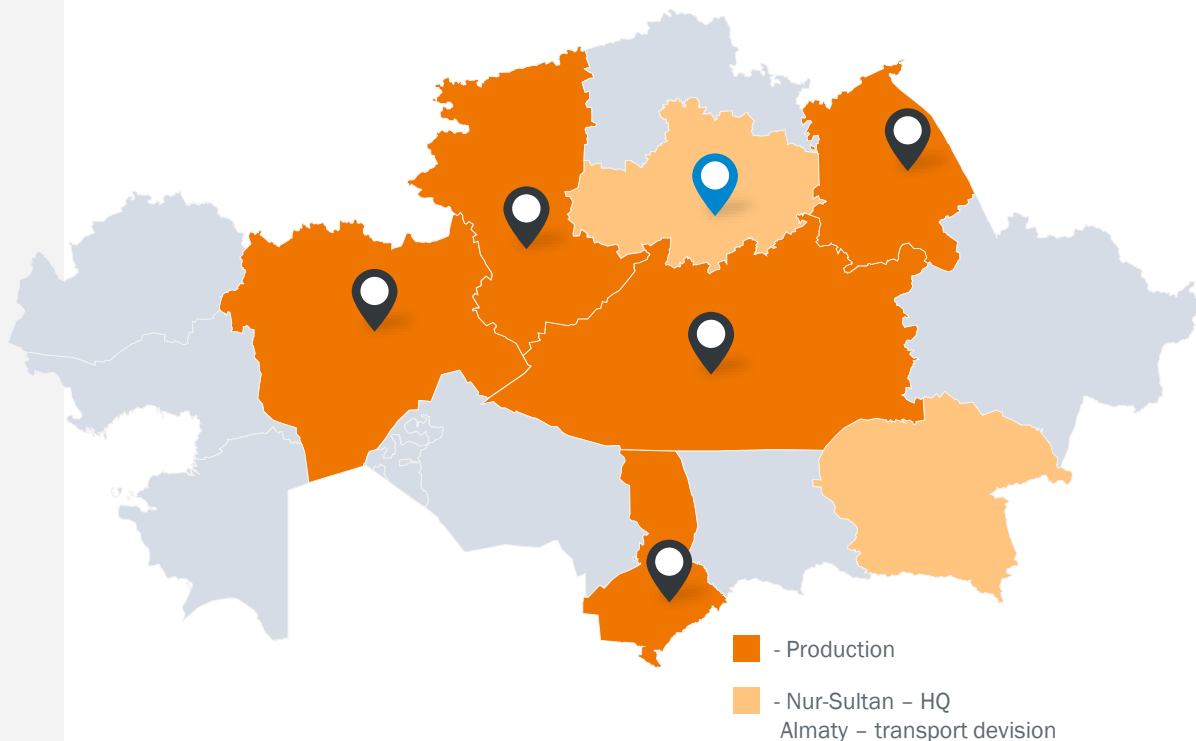 - Production
- Nur-Sultan – HQ
Almaty – transport devision